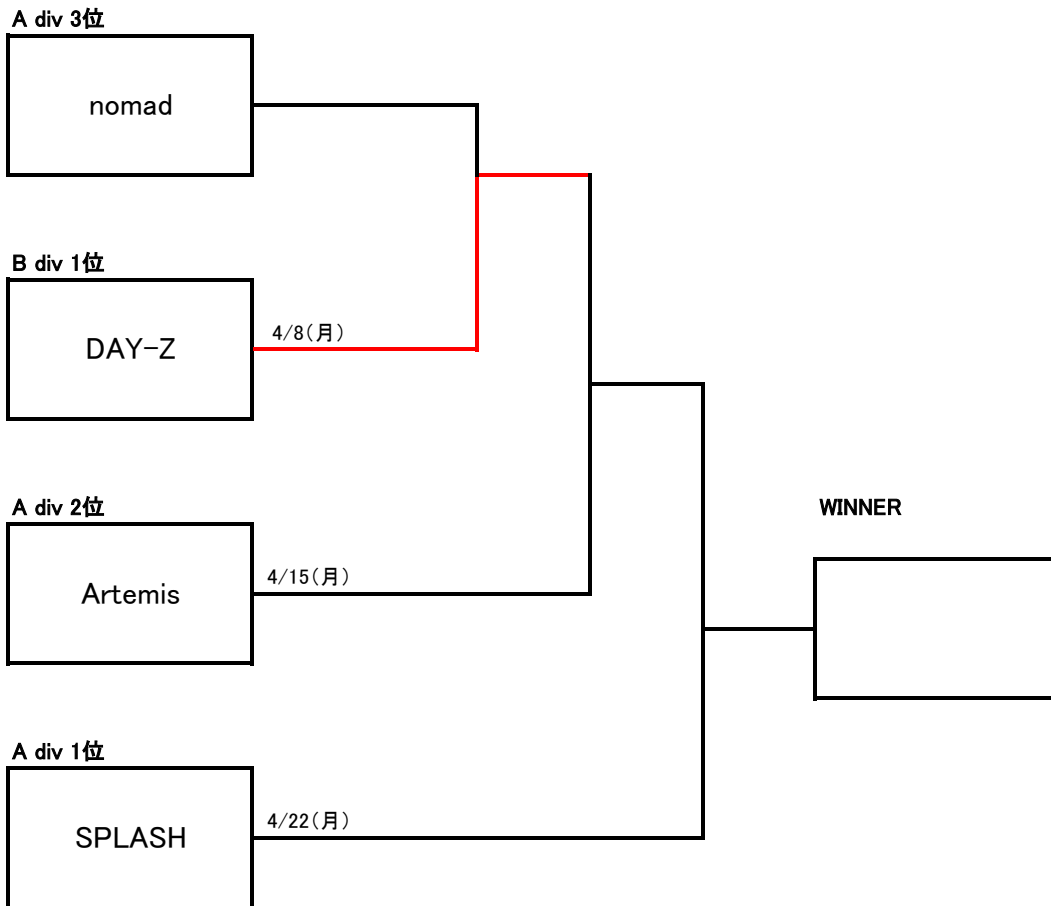 A div 3位
nomad
B div 1位
DAY-Z
4/8(月)
A div 2位
Artemis
4/15(月)
WINNER
A div 1位
SPLASH
4/22(月)